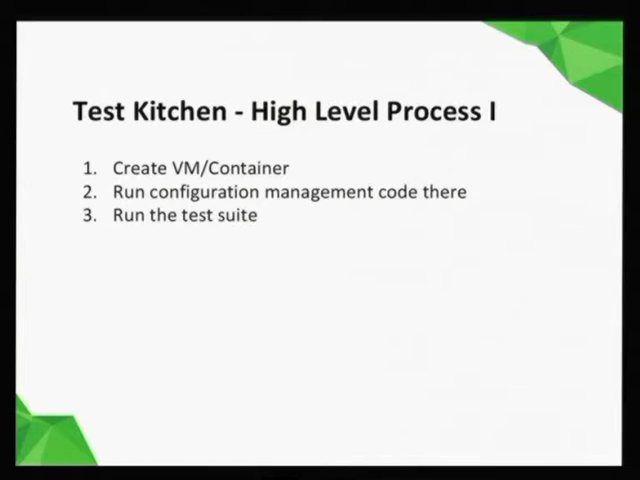 Test Kitchen - High Level Process I
1. Create VM/Container
2. Run configuration management code there
3. Run the test suite